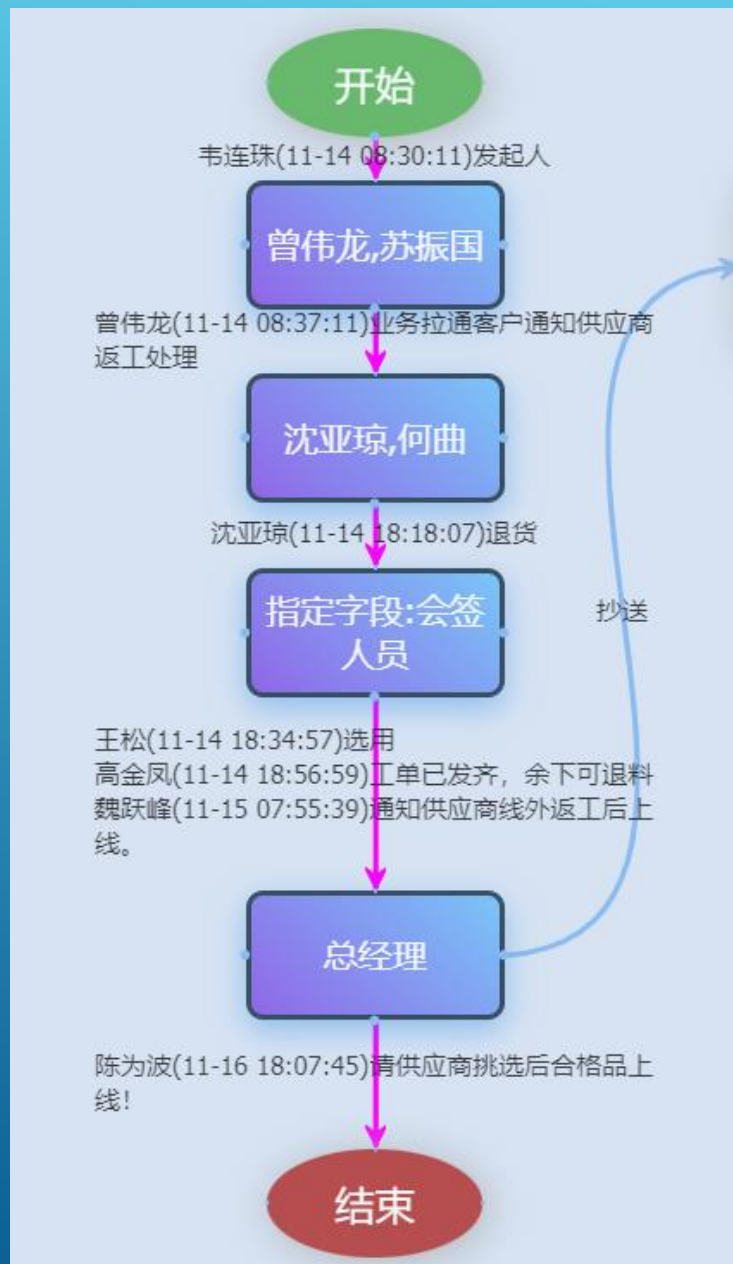 开始
韦连珠(11-14 08:30:11)发起人
曾伟龙,苏振国
曾伟龙(11-14 08:37:11)业务拉通客户通知供应商
返工处理
沈亚琼,何曲
沈亚琼(11-14 18:18:07)退货
指定字段:会签
人员
抄送
王松(11-14 18:34:57)选用
高金凤(11-14 18:56:59)工单已发齐，余下可退料
魏跃峰(11-15 07:55:39)通知供应商线外返工后上
线。
总经理
陈为波(11-16 18:07:45)请供应商挑选后合格品上
线！
结束